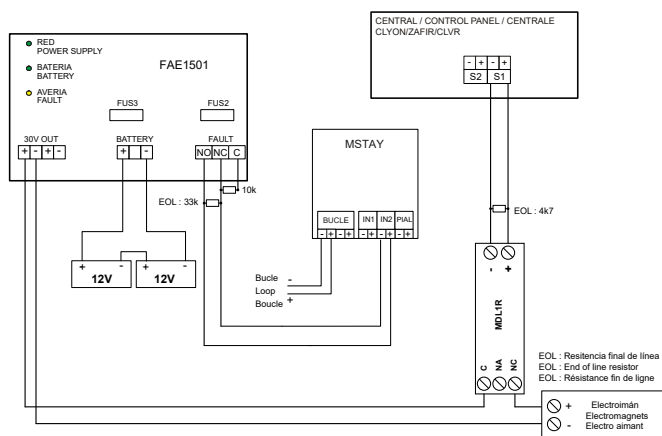 RED
POWER SUPPLY
BATERIA
BATTERY
AVERIA
FAULT
FAE1501
FUS3
FUS2
30V OUT
BATTERY
FAULT
+ - + -
+ -
NO NC C
10k
EOL : 33k
+ -
12V
+ -
12V
MSTAY
BUCLE
IN1
IN2
PIAL
- + - +
- +
- +
- +
Bucle -
Loop
Boucle +
CENTRAL / CONTROL PANEL / CENTRALE
CLYON/ZAFIR/CLVR
- + - +
S2 S1
EOL : 4k7
- +
MDL1R
C NA NC
EOL : Resitencia final de línea
EOL : End of line resistor
EOL : Résistance fin de ligne
+ Electroimán
Electromagnets
- Electro aimant